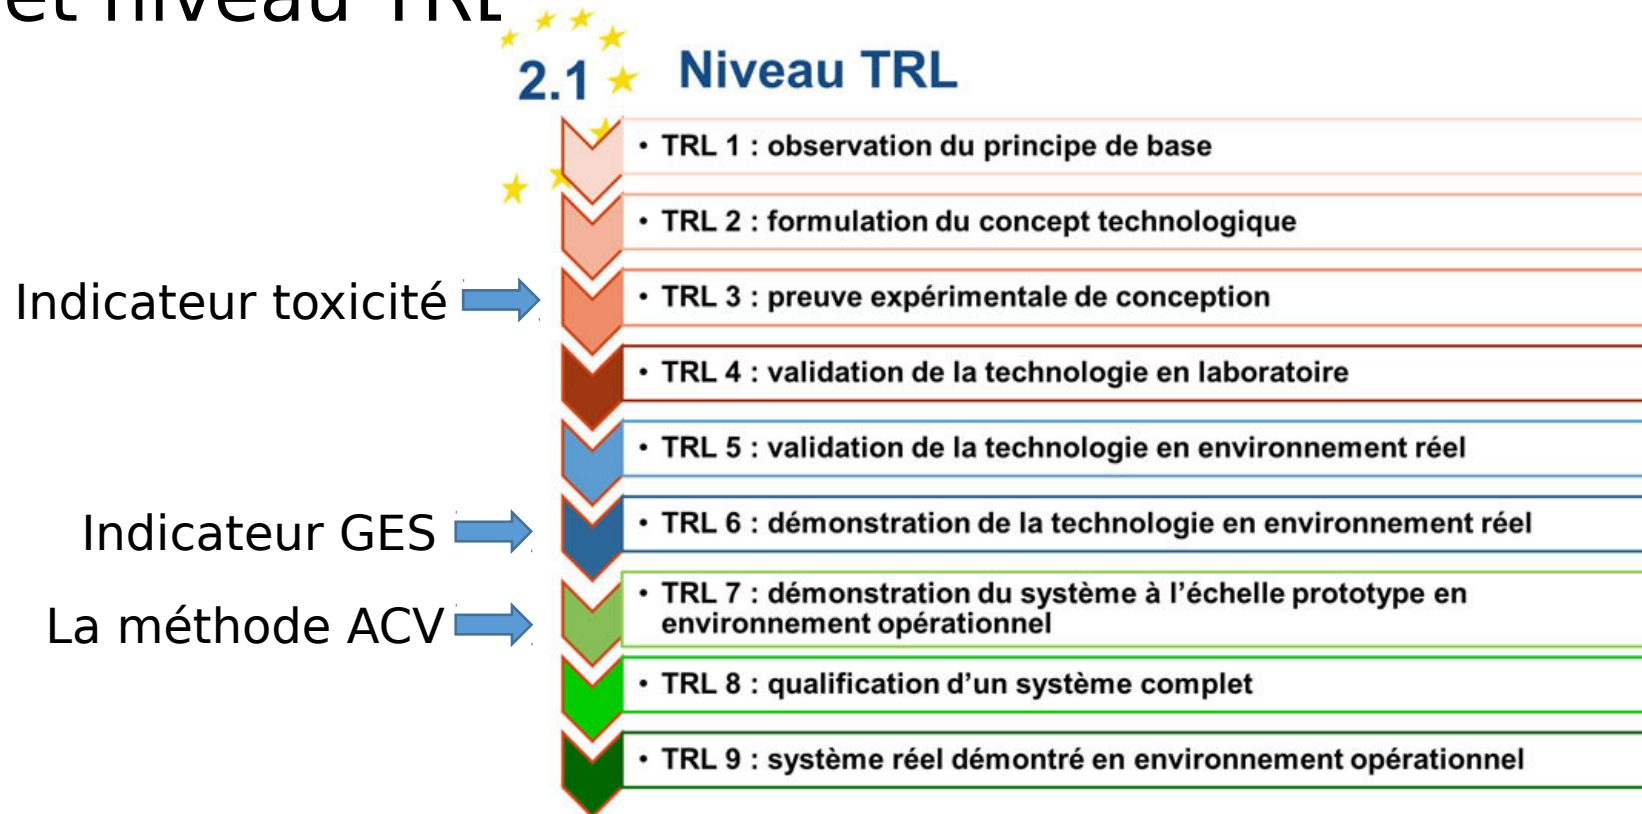 et niveau TRL
2.1 Niveau TRL
• TRL 1 : observation du principe de base
• TRL 2 : formulation du concept technologique
Indicateur toxicité
• TRL 3 : preuve expérimentale de conception
• TRL 4 : validation de la technologie en laboratoire
• TRL 5 : validation de la technologie en environnement réel
Indicateur GES
• TRL 6 : démonstration de la technologie en environnement réel
La méthode ACV
• TRL 7 : démonstration du système à l’échelle prototype en
environnement opérationnel
• TRL 8 : qualification d’un système complet
• TRL 9 : système réel démontré en environnement opérationnel